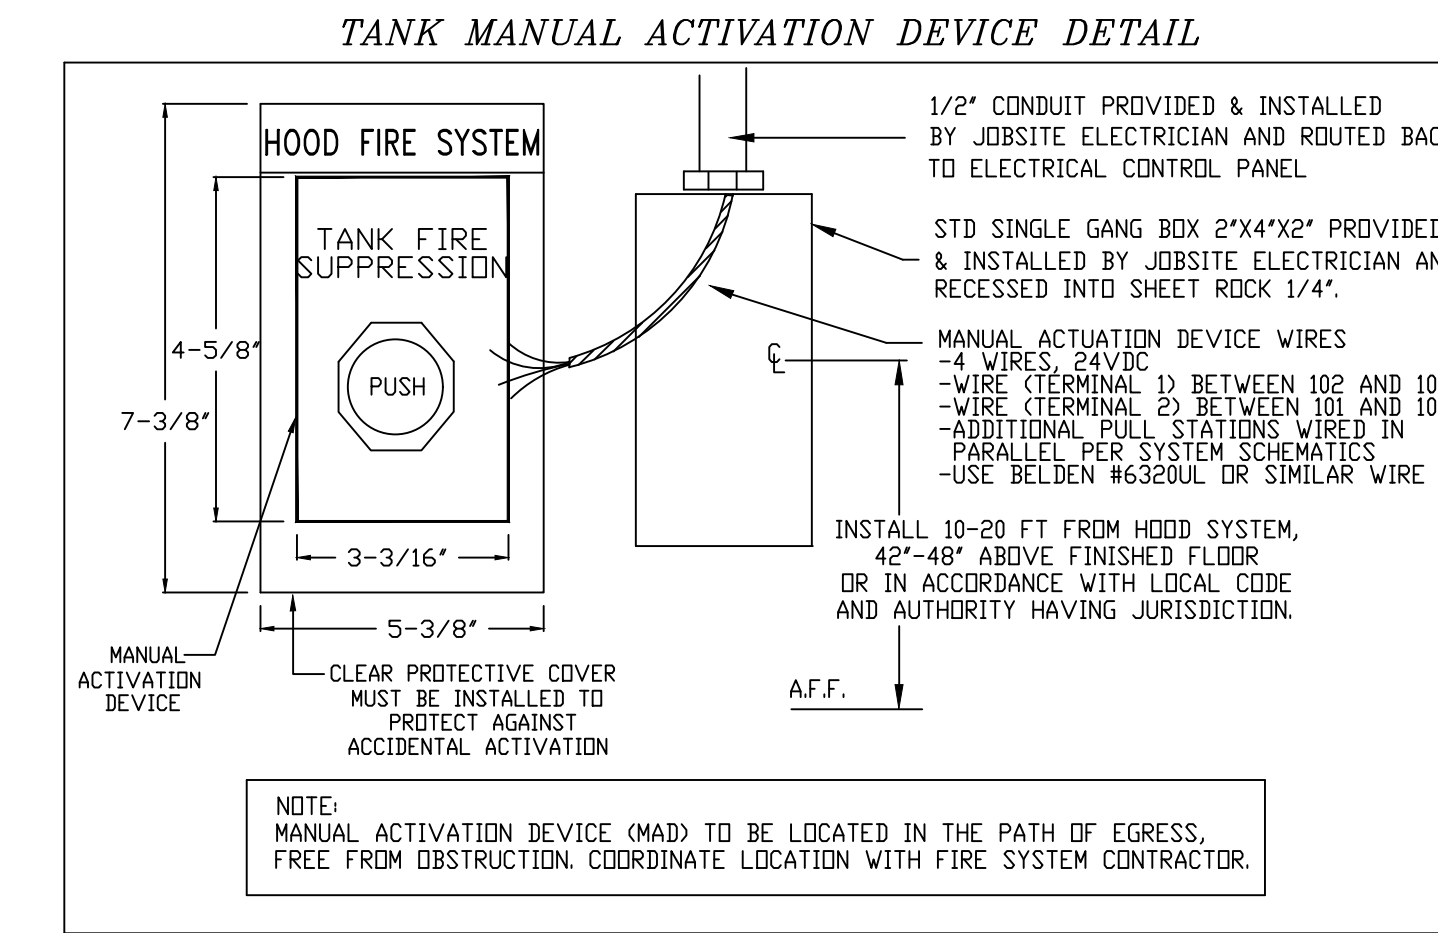 TANK MANUAL ACTIVATION DEVICE DETAIL
HOOD FIRE SYSTEM
TANK FIRE
SUPPRESSION
PUSH
4-5/8"
7-3/8"
3-3/16"
5-3/8"
MANUAL
ACTIVATION
DEVICE
CLEAR PROTECTIVE COVER
MUST BE INSTALLED TO
PROTECT AGAINST
ACCIDENTAL ACTIVATION
1/2" CONDUIT PROVIDED & INSTALLED
BY JOBSITE ELECTRICIAN AND ROUTED
TO ELECTRICAL CONTROL PANEL
STD SINGLE GANG BOX 2"X4"X2" PROVIDED
& INSTALLED BY JOBSITE ELECTRICIAN
RECESSED INTO SHEET ROCK 1/4".
MANUAL ACTUATION DEVICE WIRES
-4 WIRES, 24VDC
-WIRE (TERMINAL 1) BETWEEN 102 AND
-WIRE (TERMINAL 2) BETWEEN 101 AND
-ADDITIONAL PULL STATIONS WIRED IN
PARALLEL PER SYSTEM SCHEMATICS
-USE BELDEN #6320UL OR SIMILAR WIRE
CL
INSTALL 10-20 FT FROM HOOD SYSTEM,
42"-48" ABOVE FINISHED FLOOR
OR IN ACCORDANCE WITH LOCAL CODE
AND AUTHORITY HAVING JURISDICTION.
A.F.F.
NOTE:
MANUAL ACTIVATION DEVICE (MAD) TO BE LOCATED IN THE PATH OF EGRESS,
FREE FROM OBSTRUCTION. COORDINATE LOCATION WITH FIRE SYSTEM CONTRACTOR.